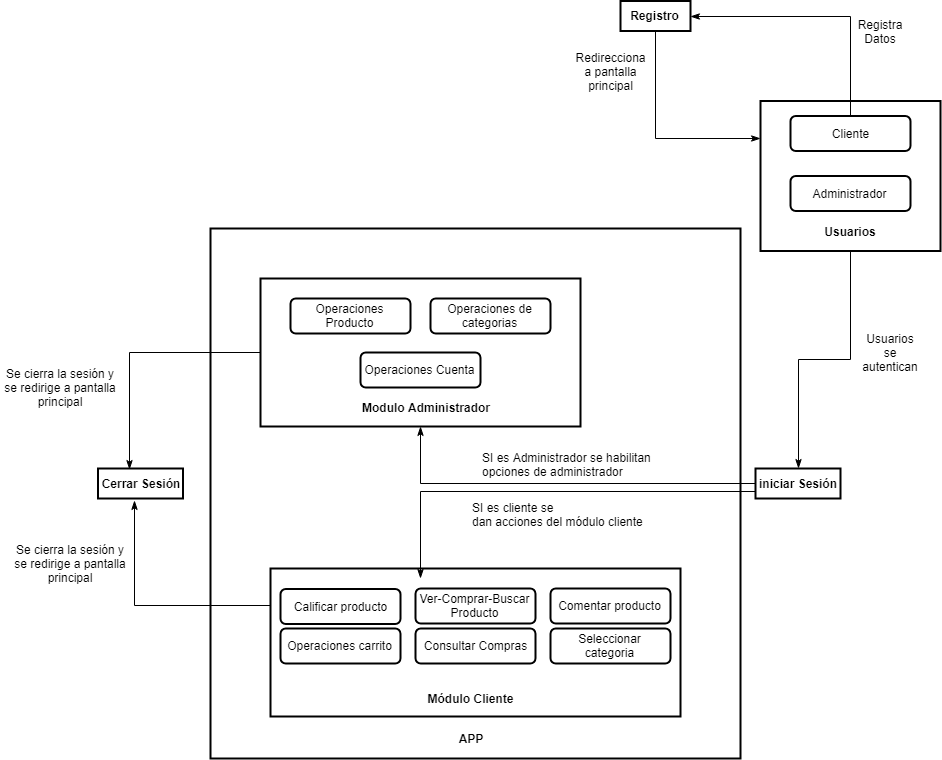 Registro
Registra
Datos
Redirecciona
a pantalla
principal
Cliente
Administrador
Usuarios
Operaciones
Producto
Operaciones de
categorias
Operaciones Cuenta
Modulo Administrador
Usuarios
se
autentican
Se cierra la sesión y
se redirige a pantalla
principal
SI es Administrador se habilitan
opciones de administrador
Cerrar Sesión
iniciar Sesión
SI es cliente se
dan acciones del módulo cliente
Se cierra la sesión y
se redirige a pantalla
principal
Calificar producto
Ver-Comprar-Buscar
Producto
Comentar producto
Operaciones carrito
Consultar Compras
Seleccionar
categoria
Módulo Cliente
APP